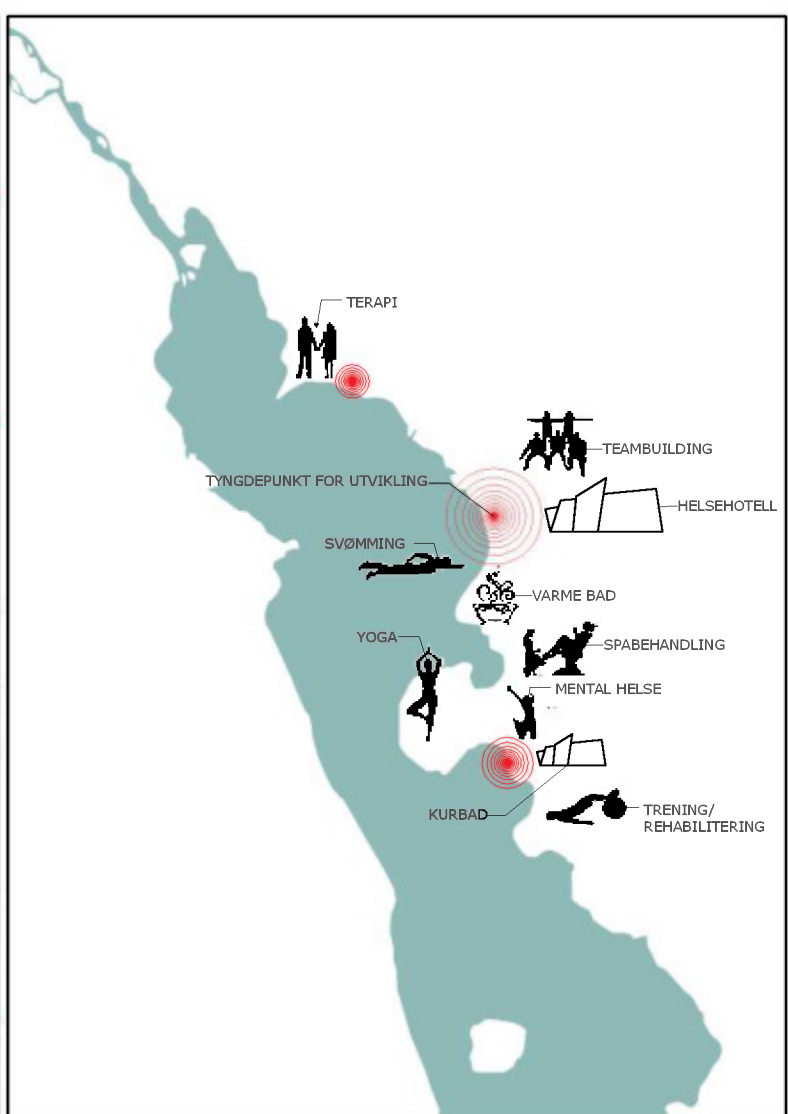 TERAPI
TEAMBUILDING
TYNGDEPUNKT FOR UTVIKLING
HELSEHOTELL
SVØMMING
VARME BAD
YOGA
SPABEHANDLING
MENTAL HELSE
KURBAD
TRENING/
REHABILITERING